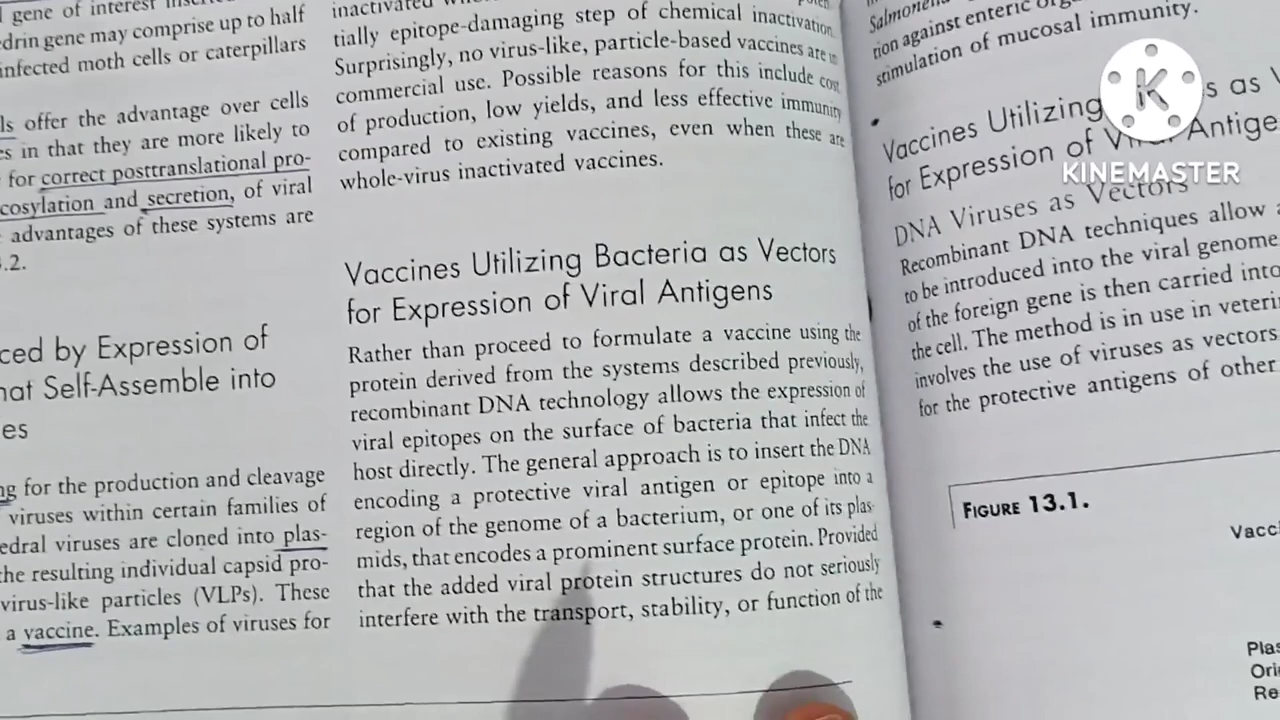 gene of interest
drin gene may comprise up to half
infected moth cells or caterpillars
ls offer the advantage over cells
es in that they are more likely to
for correct posttranslational pro-
cosylation and secretion, of viral
advantages of these systems are
3.2.
ced by Expression of
hat Self-Assemble into
es
ng for the production and cleavage
viruses within certain families of
edral viruses are cloned into plas-
he resulting individual capsid pro-
virus-like particles (VLPs). These
a vaccine. Examples of viruses for
inactivated
tially epitope-damaging step of chemical inactivation.
Surprisingly, no virus-like, particle-based vaccines are in
commercial use. Possible reasons for this include cost
of production, low yields, and less effective immunity
compared to existing vaccines, even when these are
whole-virus inactivated vaccines.
Vaccines Utilizing Bacteria as Vectors
for Expression of Viral Antigens
Rather than proceed to formulate a vaccine using the
protein derived from the systems described previously,
recombinant DNA technology allows the expression of
viral epitopes on the surface of bacteria that infect the
host directly. The general approach is to insert the DNA
encoding a protective viral antigen or epitope into a
region of the genome of a bacterium, or one of its plas-
mids, that encodes a prominent surface protein. Provided
that the added viral protein structures do not seriously
interfere with the transport, stability, or function of the
Salmonella
tion against enteric
stimulation of mucosal immunity.
Vaccines Utilizing s as V
for Expression of Viral Antige
DNA Viruses as Vectors
Recombinant DNA techniques allow a
to be introduced into the viral genome
of the foreign gene is then carried into
the cell. The method is in use in veteri
involves the use of viruses as vectors
for the protective antigens of other
FIGURE 13.1.
Vacc
Plas
Ori
Re
K
KINEMASTER